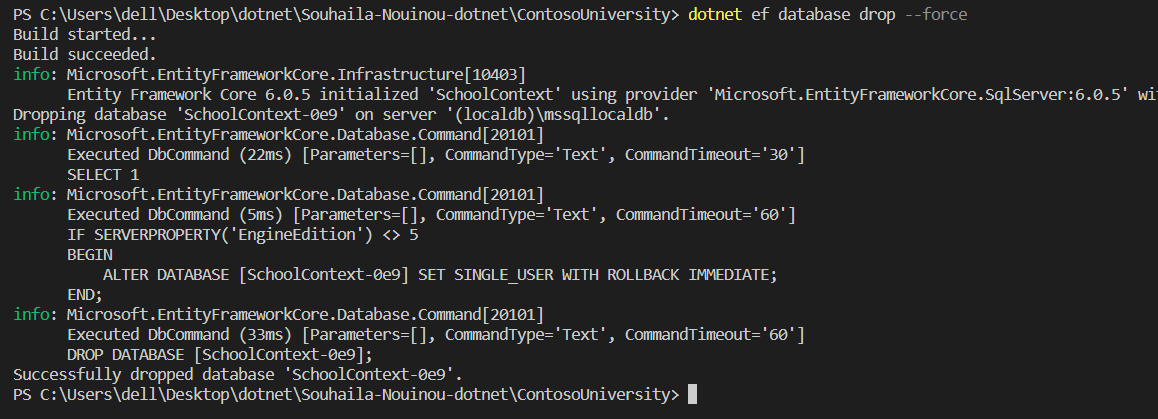 PS C:\Users\dell\Desktop\dotnet\Souhaila-Nouinou-dotnet\ContosoUniversity> dotnet ef database drop --force
Build started...
Build succeeded.
info: Microsoft.EntityFrameworkCore.Infrastructure[10403]
      Entity Framework Core 6.0.5 initialized 'SchoolContext' using provider 'Microsoft.EntityFrameworkCore.SqlServer:6.0.5' wi
Dropping database 'SchoolContext-0e9' on server '(localdb)\mssqllocaldb'.
info: Microsoft.EntityFrameworkCore.Database.Command[20101]
      Executed DbCommand (22ms) [Parameters=[], CommandType='Text', CommandTimeout='30']
      SELECT 1
info: Microsoft.EntityFrameworkCore.Database.Command[20101]
      Executed DbCommand (5ms) [Parameters=[], CommandType='Text', CommandTimeout='60']
      IF SERVERPROPERTY('EngineEdition') <> 5
      BEGIN
          ALTER DATABASE [SchoolContext-0e9] SET SINGLE_USER WITH ROLLBACK IMMEDIATE;
      END;
info: Microsoft.EntityFrameworkCore.Database.Command[20101]
      Executed DbCommand (33ms) [Parameters=[], CommandType='Text', CommandTimeout='60']
      DROP DATABASE [SchoolContext-0e9];
Successfully dropped database 'SchoolContext-0e9'.
PS C:\Users\dell\Desktop\dotnet\Souhaila-Nouinou-dotnet\ContosoUniversity>